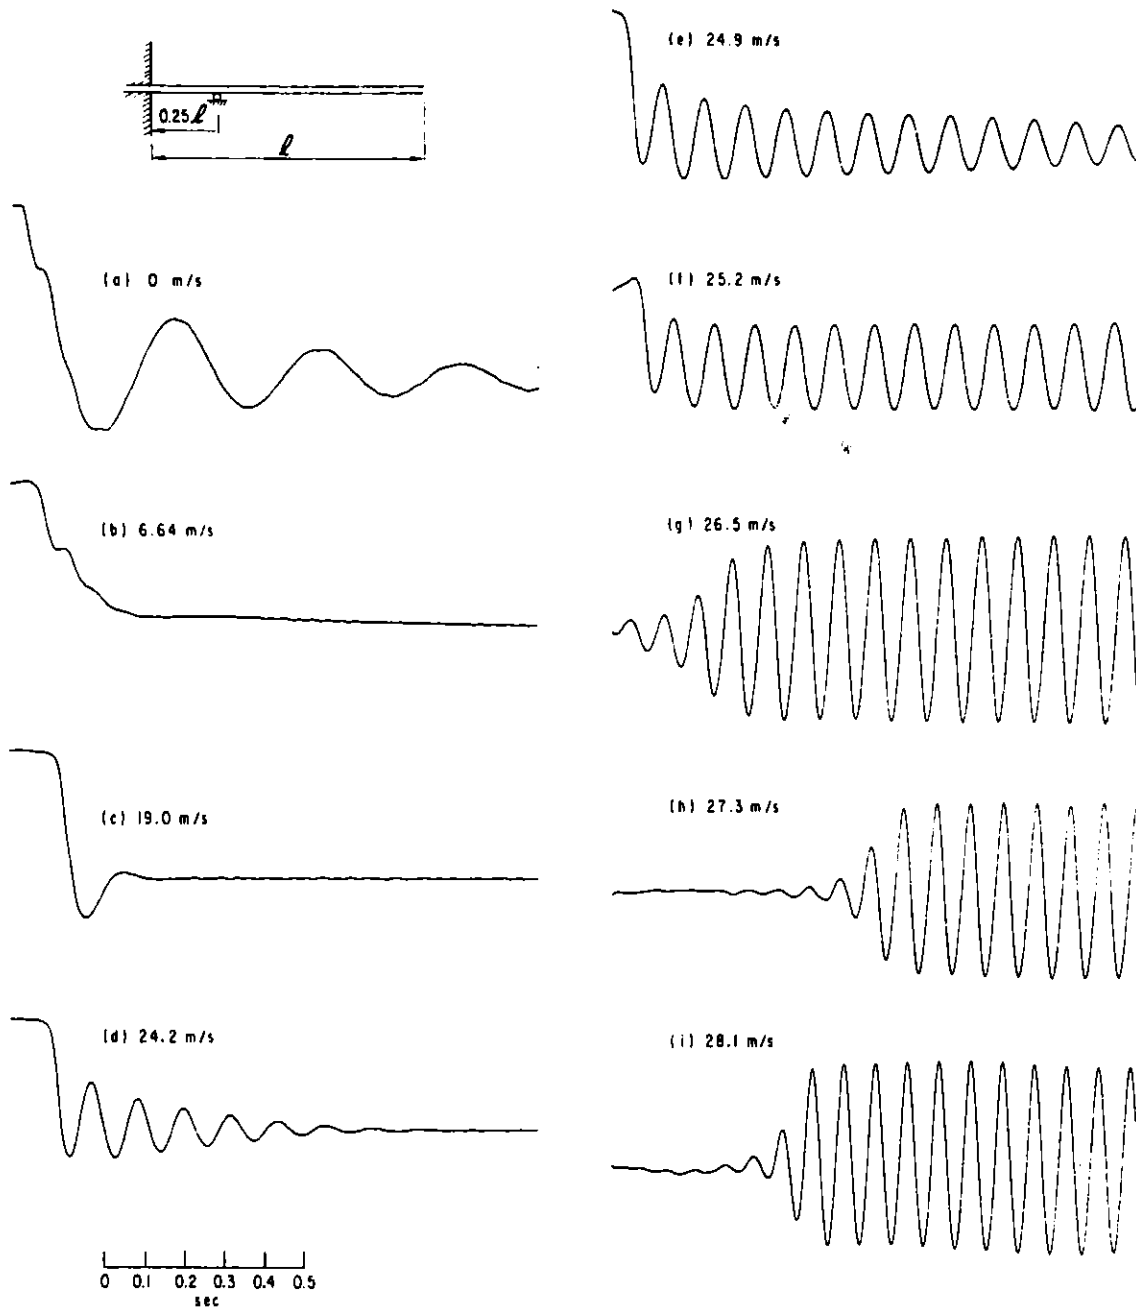 0.25ℓ
ℓ
(a) 0 m/s
(b) 6.64 m/s
(c) 19.0 m/s
(d) 24.2 m/s
0 0.1 0.2 0.3 0.4 0.5
sec
(e) 24.9 m/s
(f) 25.2 m/s
(g) 26.5 m/s
(h) 27.3 m/s
(i) 28.1 m/s